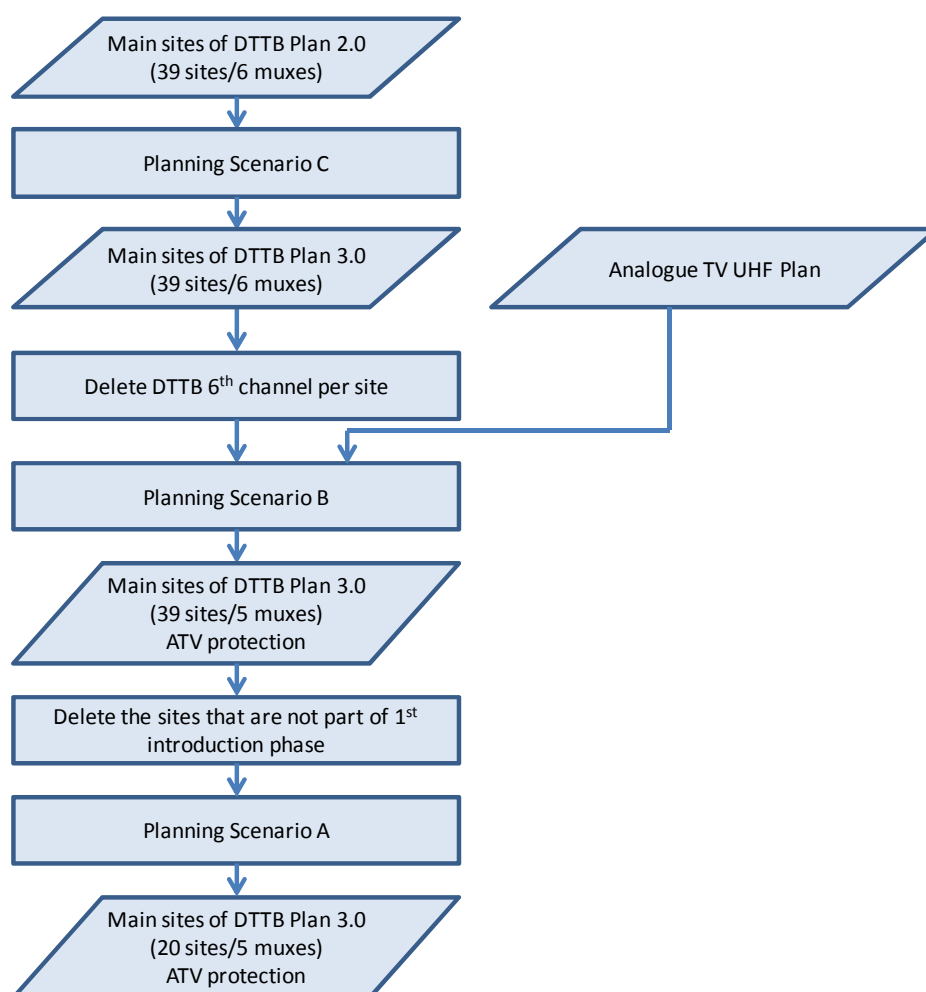 Main sites of DTTB Plan 2.0
(39 sites/6 muxes)
Planning Scenario C
Main sites of DTTB Plan 3.0
(39 sites/6 muxes)
Analogue TV UHF Plan
Delete DTTB 6th channel per site
Planning Scenario B
Main sites of DTTB Plan 3.0
(39 sites/5 muxes)
ATV protection
Delete the sites that are not part of 1st
introduction phase
Planning Scenario A
Main sites of DTTB Plan 3.0
(20 sites/5 muxes)
ATV protection